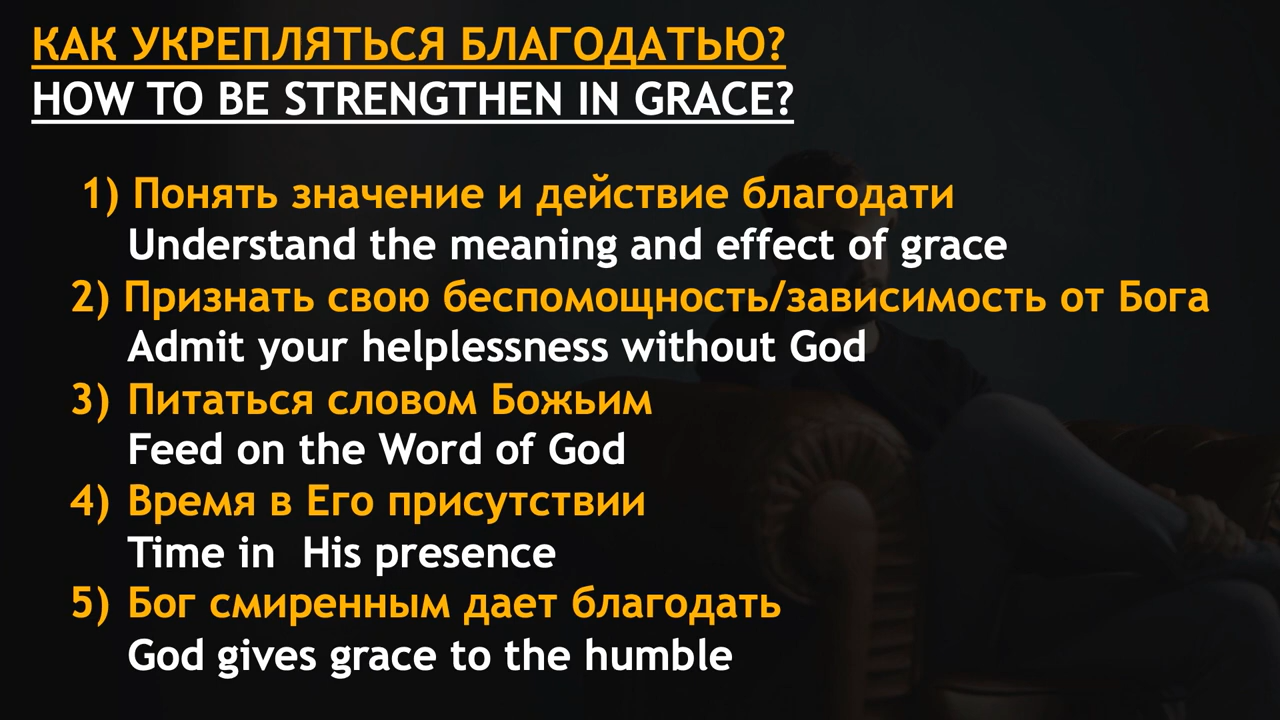 КАК УКРЕПЛЯТЬСЯ БЛАГОДАТЬЮ?
HOW TO BE STRENGTHEN IN GRACE?
1) Понять значение и действие благодати
Understand the meaning and effect of grace
2) Признать свою беспомощность/зависимость от Бога
Admit your helplessness without God
3) Питаться словом Божьим
Feed on the Word of God
4) Время в Его присутствии
Time in His presence
5) Бог смиренным дает благодать
God gives grace to the humble